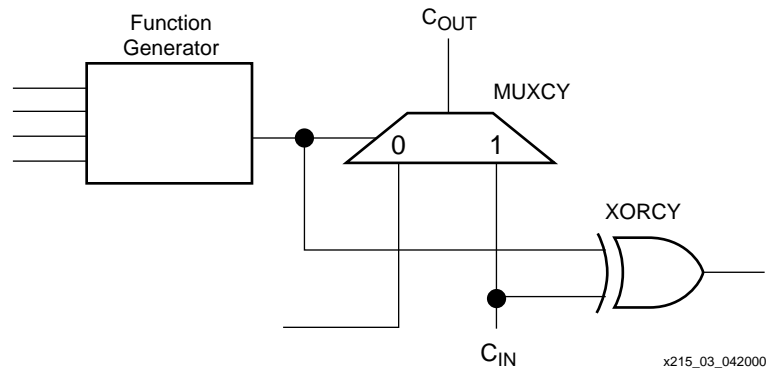 Function
Generator
COUT
MUXCY
0 1
XORCY
CIN
x215_03_042000